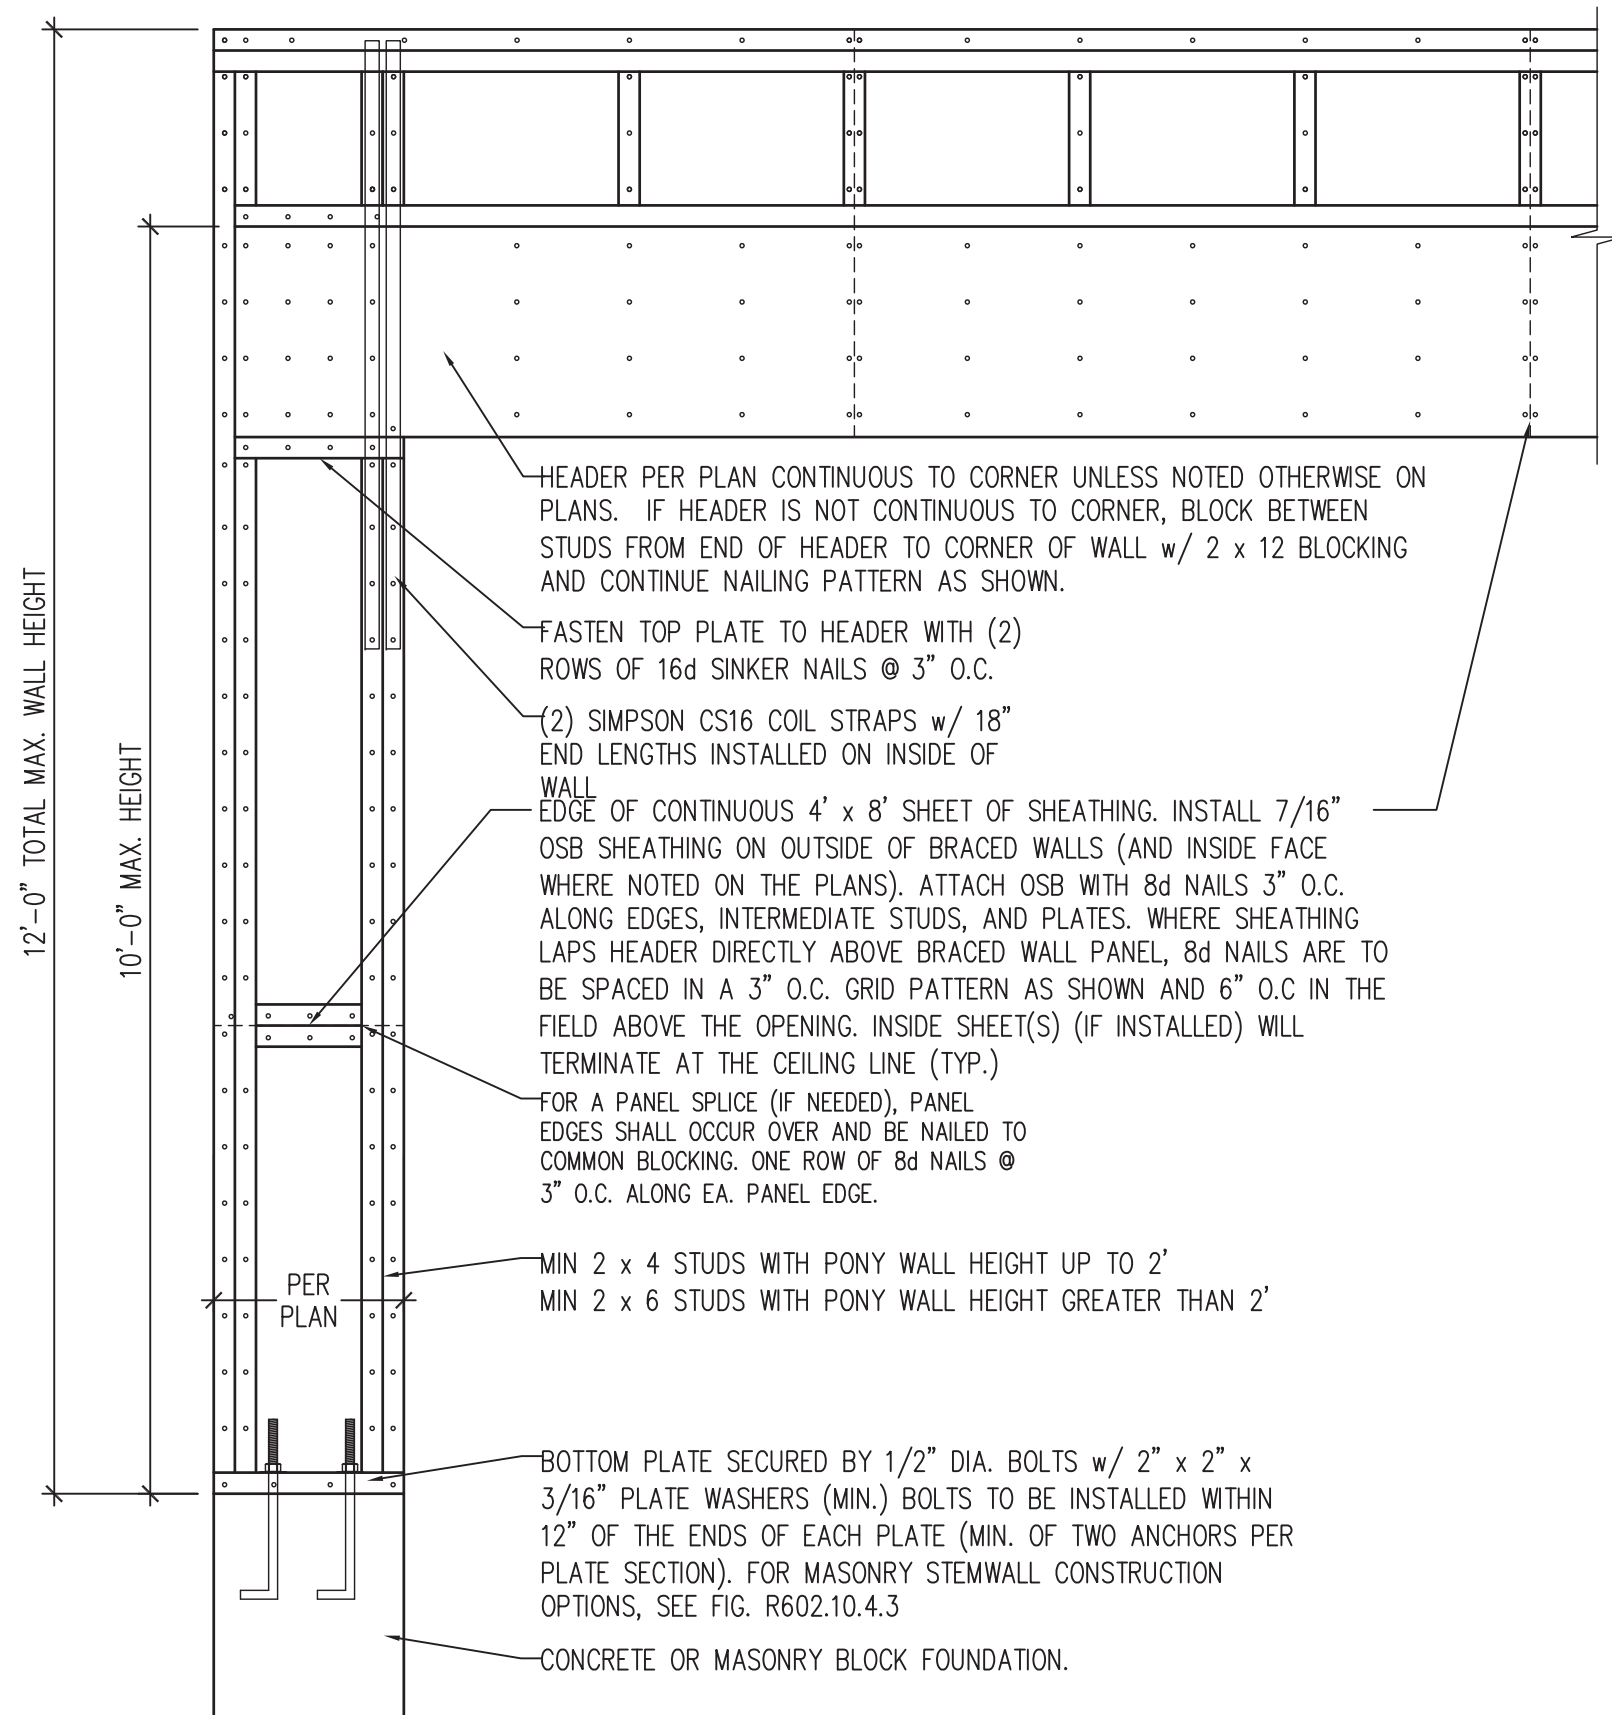 12'-0" TOTAL MAX. WALL HEIGHT
10'-0" MAX. HEIGHT
HEADER PER PLAN CONTINUOUS TO CORNER UNLESS NOTED OTHERWISE ON
PLANS. IF HEADER IS NOT CONTINUOUS TO CORNER, BLOCK BETWEEN
STUDS FROM END OF HEADER TO CORNER OF WALL w/ 2 x 12 BLOCKING
AND CONTINUE NAILING PATTERN AS SHOWN.
FASTEN TOP PLATE TO HEADER WITH (2)
ROWS OF 16d SINKER NAILS @ 3" O.C.
(2) SIMPSON CS16 COIL STRAPS w/ 18"
END LENGTHS INSTALLED ON INSIDE OF
WALL
EDGE OF CONTINUOUS 4' x 8' SHEET OF SHEATHING. INSTALL 7/16"
OSB SHEATHING ON OUTSIDE OF BRACED WALLS (AND INSIDE FACE
WHERE NOTED ON THE PLANS). ATTACH OSB WITH 8d NAILS 3" O.C.
ALONG EDGES, INTERMEDIATE STUDS, AND PLATES. WHERE SHEATHING
LAPS HEADER DIRECTLY ABOVE BRACED WALL PANEL, 8d NAILS ARE TO
BE SPACED IN A 3" O.C. GRID PATTERN AS SHOWN AND 6" O.C IN THE
FIELD ABOVE THE OPENING. INSIDE SHEET(S) (IF INSTALLED) WILL
TERMINATE AT THE CEILING LINE (TYP.)
FOR A PANEL SPLICE (IF NEEDED), PANEL
EDGES SHALL OCCUR OVER AND BE NAILED TO
COMMON BLOCKING. ONE ROW OF 8d NAILS @
3" O.C. ALONG EA. PANEL EDGE.
MIN 2 x 4 STUDS WITH PONY WALL HEIGHT UP TO 2'
MIN 2 x 6 STUDS WITH PONY WALL HEIGHT GREATER THAN 2'
PER
PLAN
BOTTOM PLATE SECURED BY 1/2" DIA. BOLTS w/ 2" x 2" x
3/16" PLATE WASHERS (MIN.) BOLTS TO BE INSTALLED WITHIN
12" OF THE ENDS OF EACH PLATE (MIN. OF TWO ANCHORS PER
PLATE SECTION). FOR MASONRY STEMWALL CONSTRUCTION
OPTIONS, SEE FIG. R602.10.4.3
CONCRETE OR MASONRY BLOCK FOUNDATION.